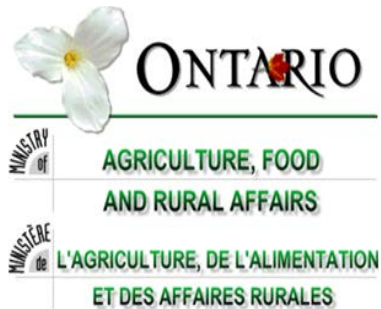 ONTARIO
MINISTRY
of
AGRICULTURE, FOOD
AND RURAL AFFAIRS
MINISTÈRE
de
L'AGRICULTURE, DE L'ALIMENTATION
ET DES AFFAIRES RURALES